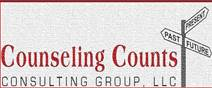 PRESENT
PAST
FUTURE
Counseling Counts
CONSULTING GROUP, LLC